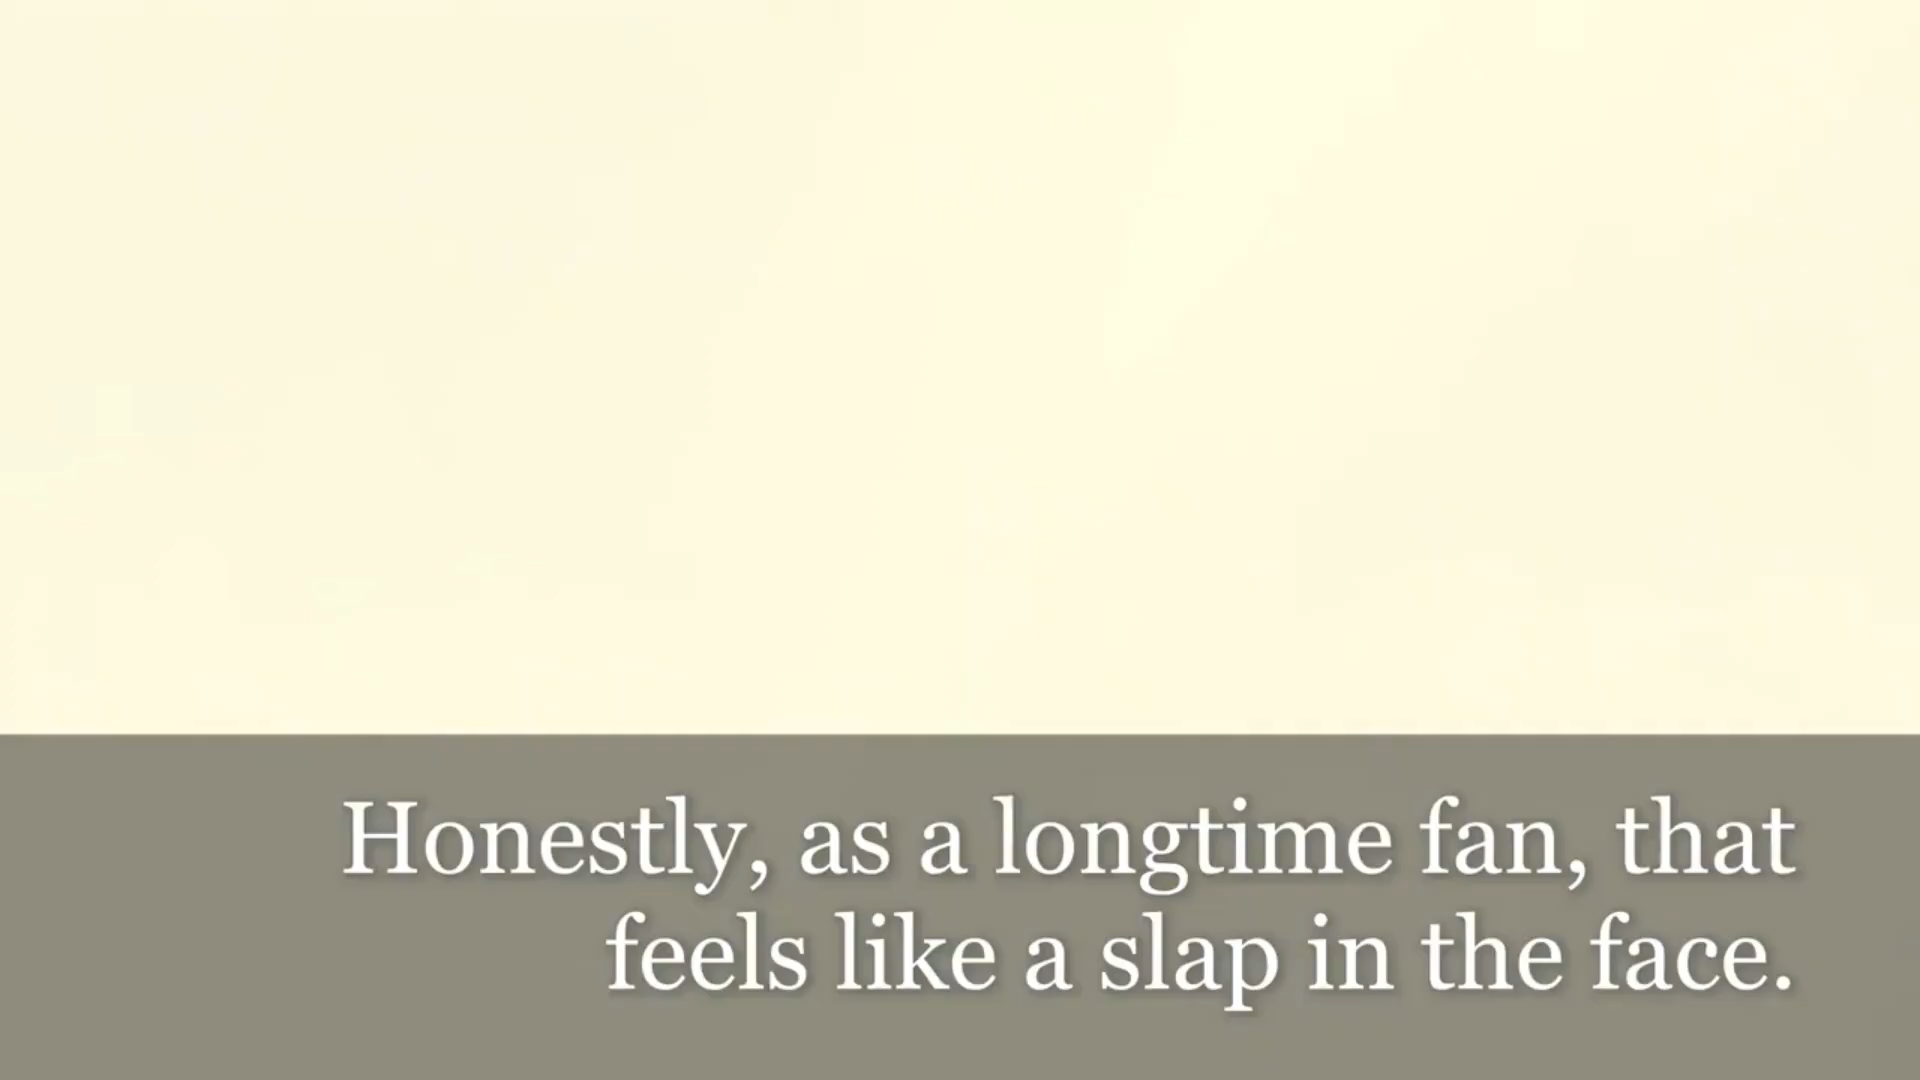 Honestly, as a longtime fan, that
feels like a slap in the face.